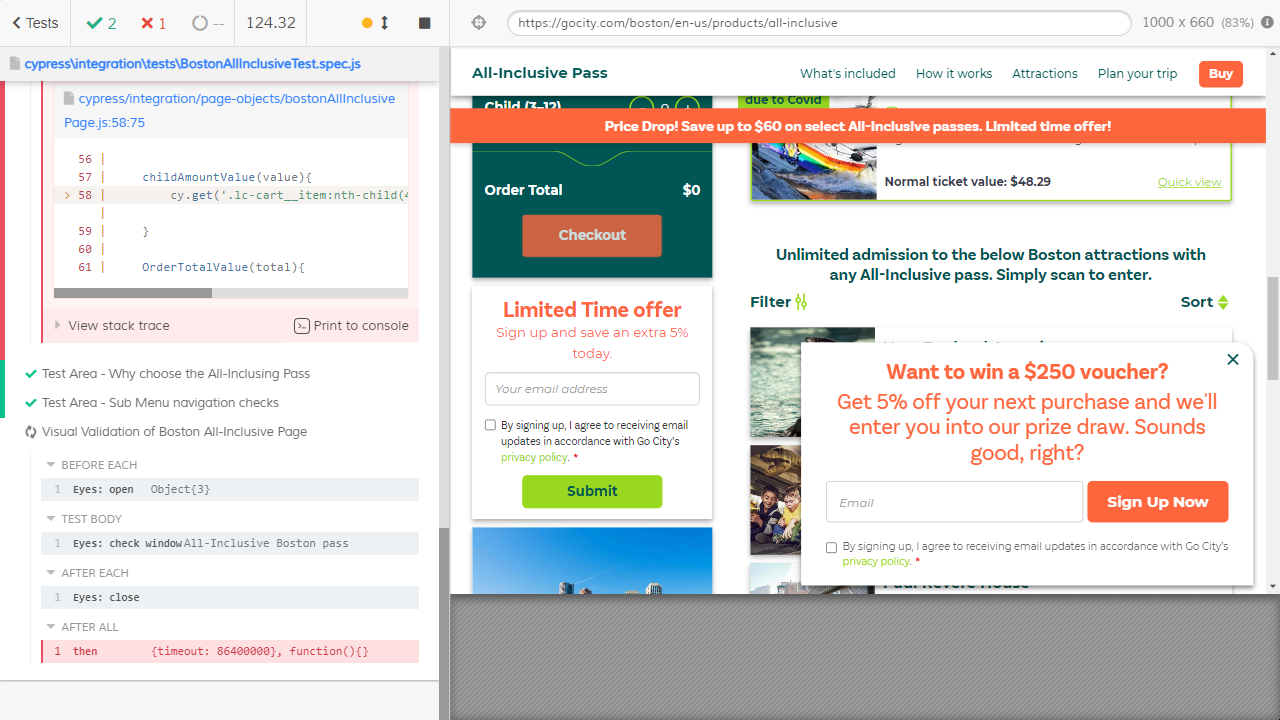 Tests
2
1
--
124.32
https://gocity.com/boston/en-us/products/all-inclusive
1000 x 660 (83%)
cypress\integration\tests\BostonAllInclusiveTest.spec.js
cypress/integration/page-objects/bostonAllInclusive
Page.js:58:75
56 |
57 | childAmountValue(value){
> 58 | cy.get('.lc-cart__item:nth-child(4
|
59 | }
60 |
61 | OrderTotalValue(total){
View stack trace
Print to console
Test Area - Why choose the All-Inclusing Pass
Test Area - Sub Menu navigation checks
Visual Validation of Boston All-Inclusive Page
BEFORE EACH
1 Eyes: open Object{3}
TEST BODY
1 Eyes: check window All-Inclusive Boston pass
AFTER EACH
1 Eyes: close
AFTER ALL
1 then {timeout: 86400000}, function(){}
All-Inclusive Pass
What's included
How it works
Attractions
Plan your trip
Buy
Child (3-12)
due to Covid
Price Drop! Save up to $60 on select All-Inclusive passes. Limited time offer!
Order Total $0
Checkout
Normal ticket value: $48.29
Quick view
Limited Time offer
Sign up and save an extra 5%
today.
Your email address
By signing up, I agree to receiving email
updates in accordance with Go City's
privacy policy. *
Submit
Unlimited admission to the below Boston attractions with
any All-Inclusive pass. Simply scan to enter.
Filter
Sort
Want to win a $250 voucher?
Get 5% off your next purchase and we'll
enter you into our prize draw. Sounds
good, right?
Email
Sign Up Now
By signing up, I agree to receiving email updates in accordance with Go City's
privacy policy. *
Paul Revere House